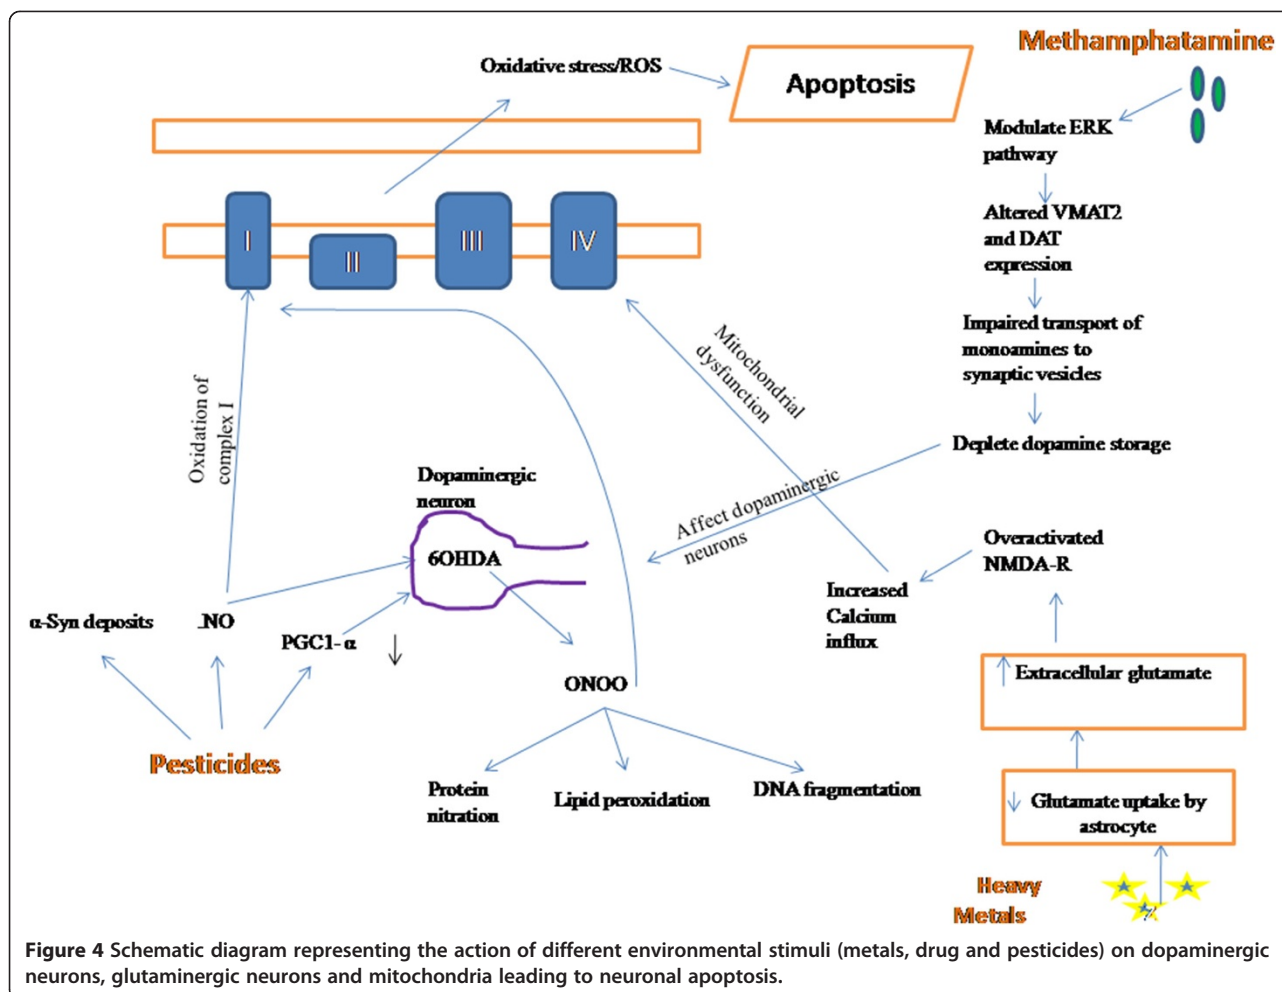 Methamphatamine
Oxidative stress/ROS
Apoptosis
Modulate ERK
pathway
Altered VMAT2
and DAT
expression
Impaired transport of
monoamines to
synaptic vesicles
Deplete dopamine storage
I
II
III
IV
Oxidation of
complex I
Mitochondrial
dysfunction
Affect dopaminergic
neurons
Dopaminergic
neuron
6OHDA
Overactivated
NMDA-R
Increased
Calcium
influx
α-Syn deposits
.NO
PGC1- α
ONOO
Extracellular glutamate
Pesticides
Protein
nitration
Lipid peroxidation
DNA fragmentation
Glutamate uptake by
astrocyte
Heavy
Metals
Figure 4 Schematic diagram representing the action of different environmental stimuli (metals, drug and pesticides) on dopaminergic
neurons, glutaminergic neurons and mitochondria leading to neuronal apoptosis.